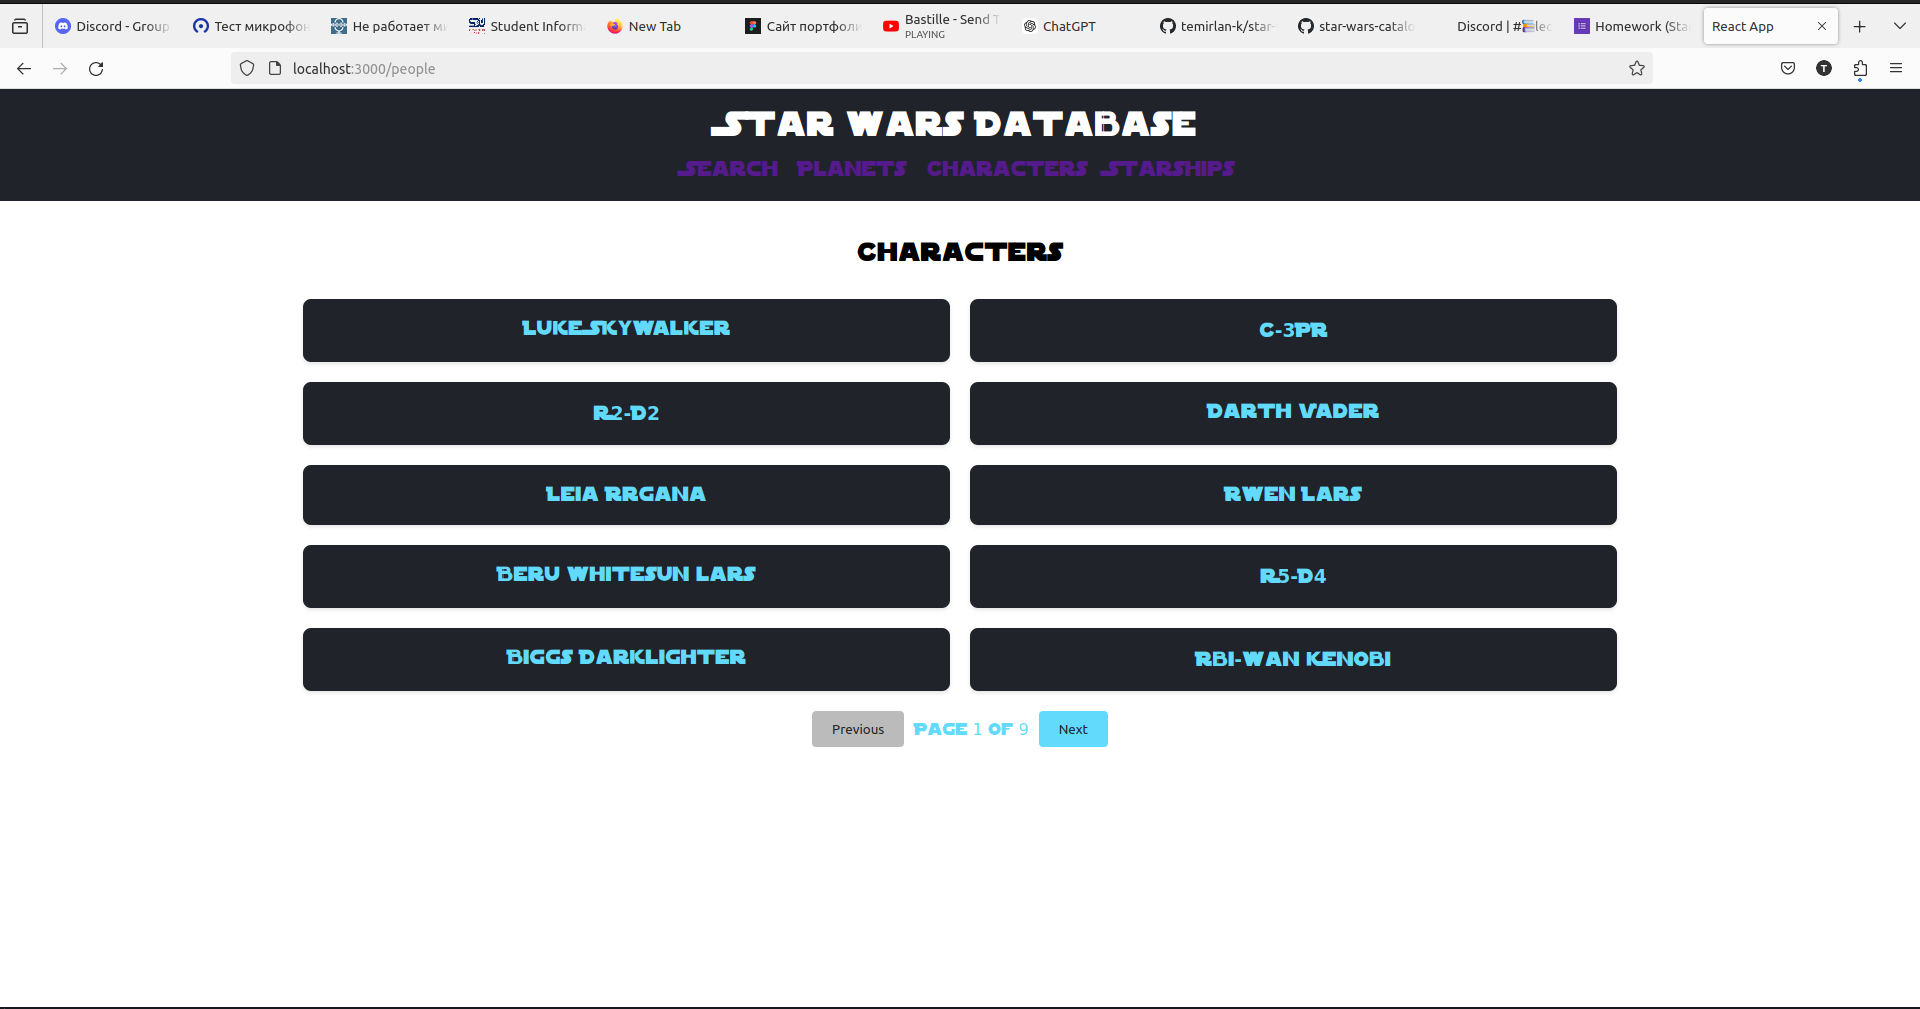 Discord - Group
Тест микрофон
Не работает ми
Student Inform
New Tab
Сайт портфоли
Bastille - Send T
PLAYING
ChatGPT
temirlan-k/star-
star-wars-catalo
Discord | #
lec
Homework (Sta
React App
localhost:3000/people
T
Star Wars Database
Search Planets Characters Starships
Characters
Luke Skywalker
C-3PR
R2-D2
Darth Vader
Leia Rrgana
Rwen Lars
Beru Whitesun lars
R5-D4
Biggs Darklighter
Rbi-Wan Kenobi
Previous
Page 1 of 9
Next